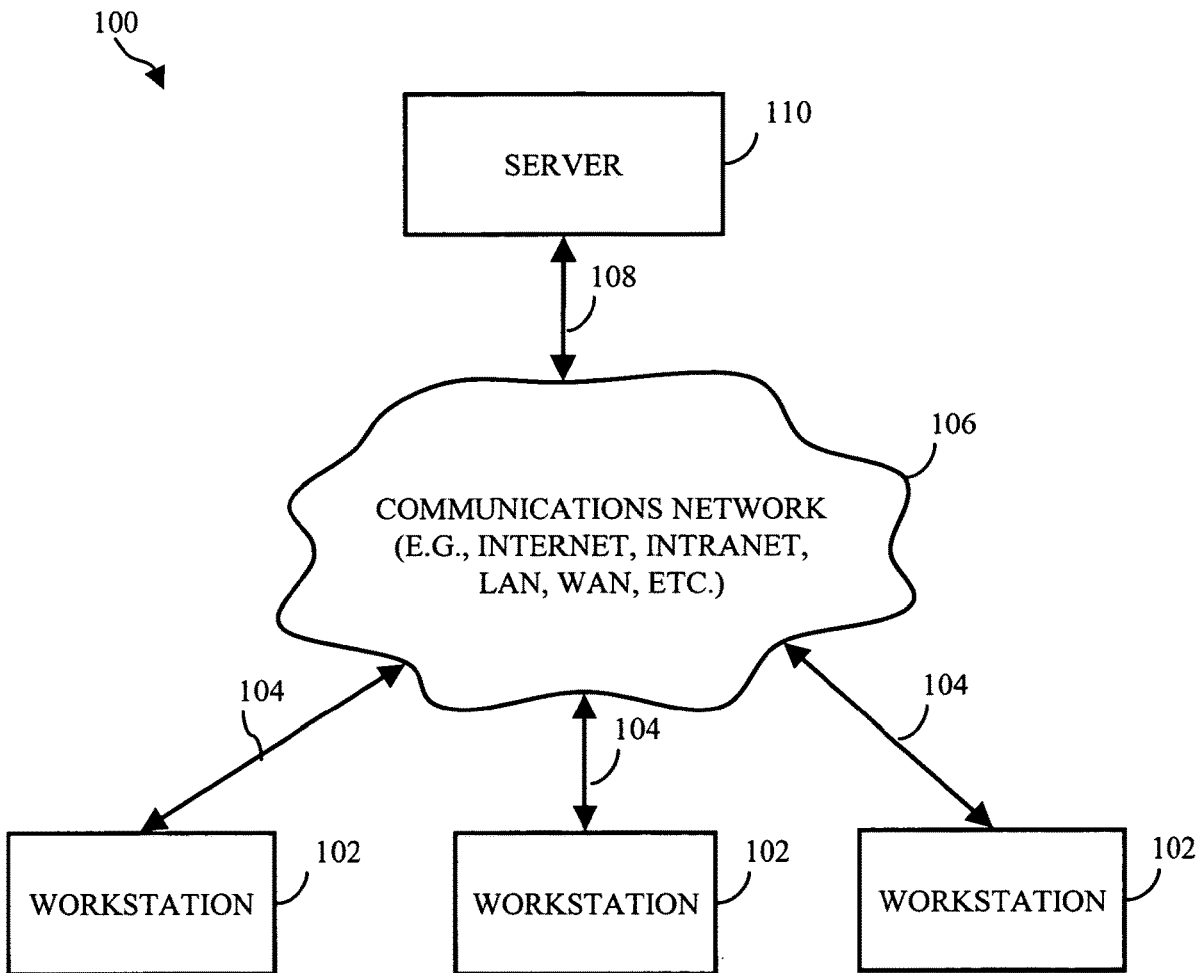 100
110
SERVER
108
106
COMMUNICATIONS NETWORK
(E.G., INTERNET, INTRANET,
LAN, WAN, ETC.)
104
104
104
102
102
102
WORKSTATION
WORKSTATION
WORKSTATION